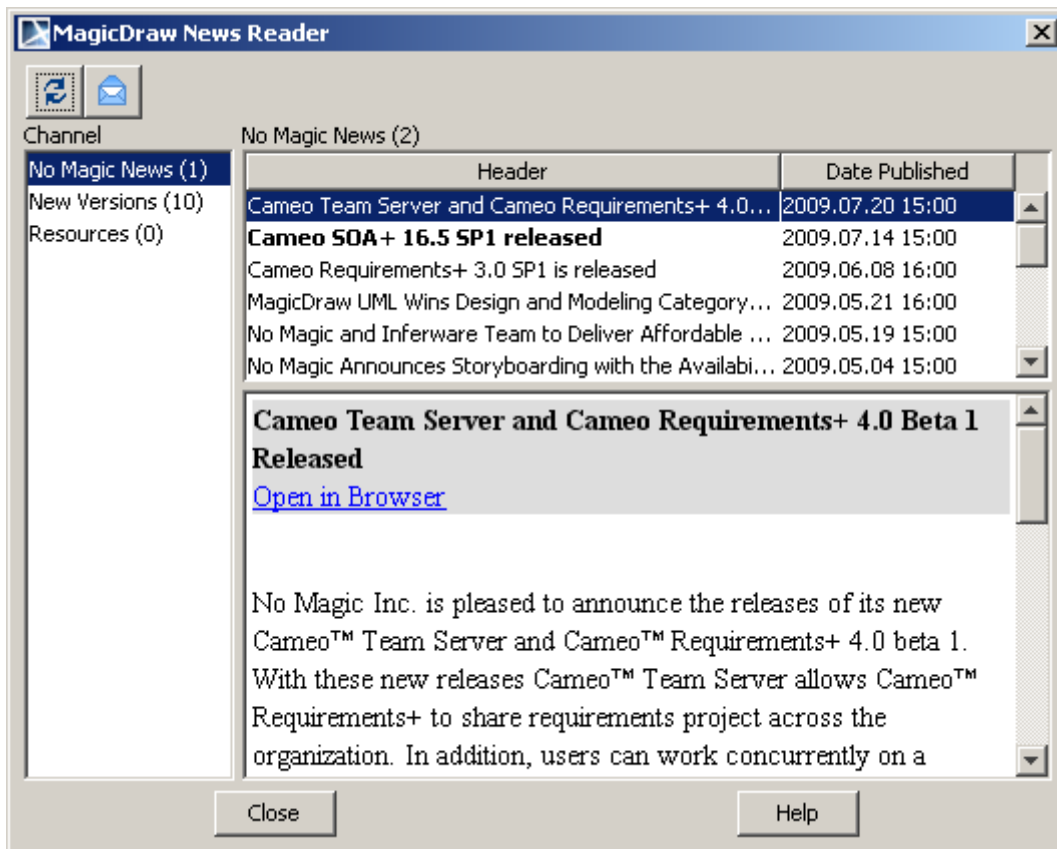 MagicDraw News Reader
Channel
No Magic News (2)
No Magic News (1)
New Versions (10)
Resources (0)
Header Date Published
Cameo Team Server and Cameo Requirements+ 4.0... 2009.07.20 15:00
Cameo SOA+ 16.5 SP1 released 2009.07.14 15:00
Cameo Requirements+ 3.0 SP1 is released 2009.06.08 16:00
MagicDraw UML Wins Design and Modeling Category... 2009.05.21 16:00
No Magic and Inferware Team to Deliver Affordable ... 2009.05.19 15:00
No Magic Announces Storyboarding with the Availabi... 2009.05.04 15:00
Cameo Team Server and Cameo Requirements+ 4.0 Beta 1
Released
Open in Browser
No Magic Inc. is pleased to announce the releases of its new
Cameo™ Team Server and Cameo™ Requirements+ 4.0 beta 1.
With these new releases Cameo™ Team Server allows Cameo™
Requirements+ to share requirements project across the
organization. In addition, users can work concurrently on a
Close Help